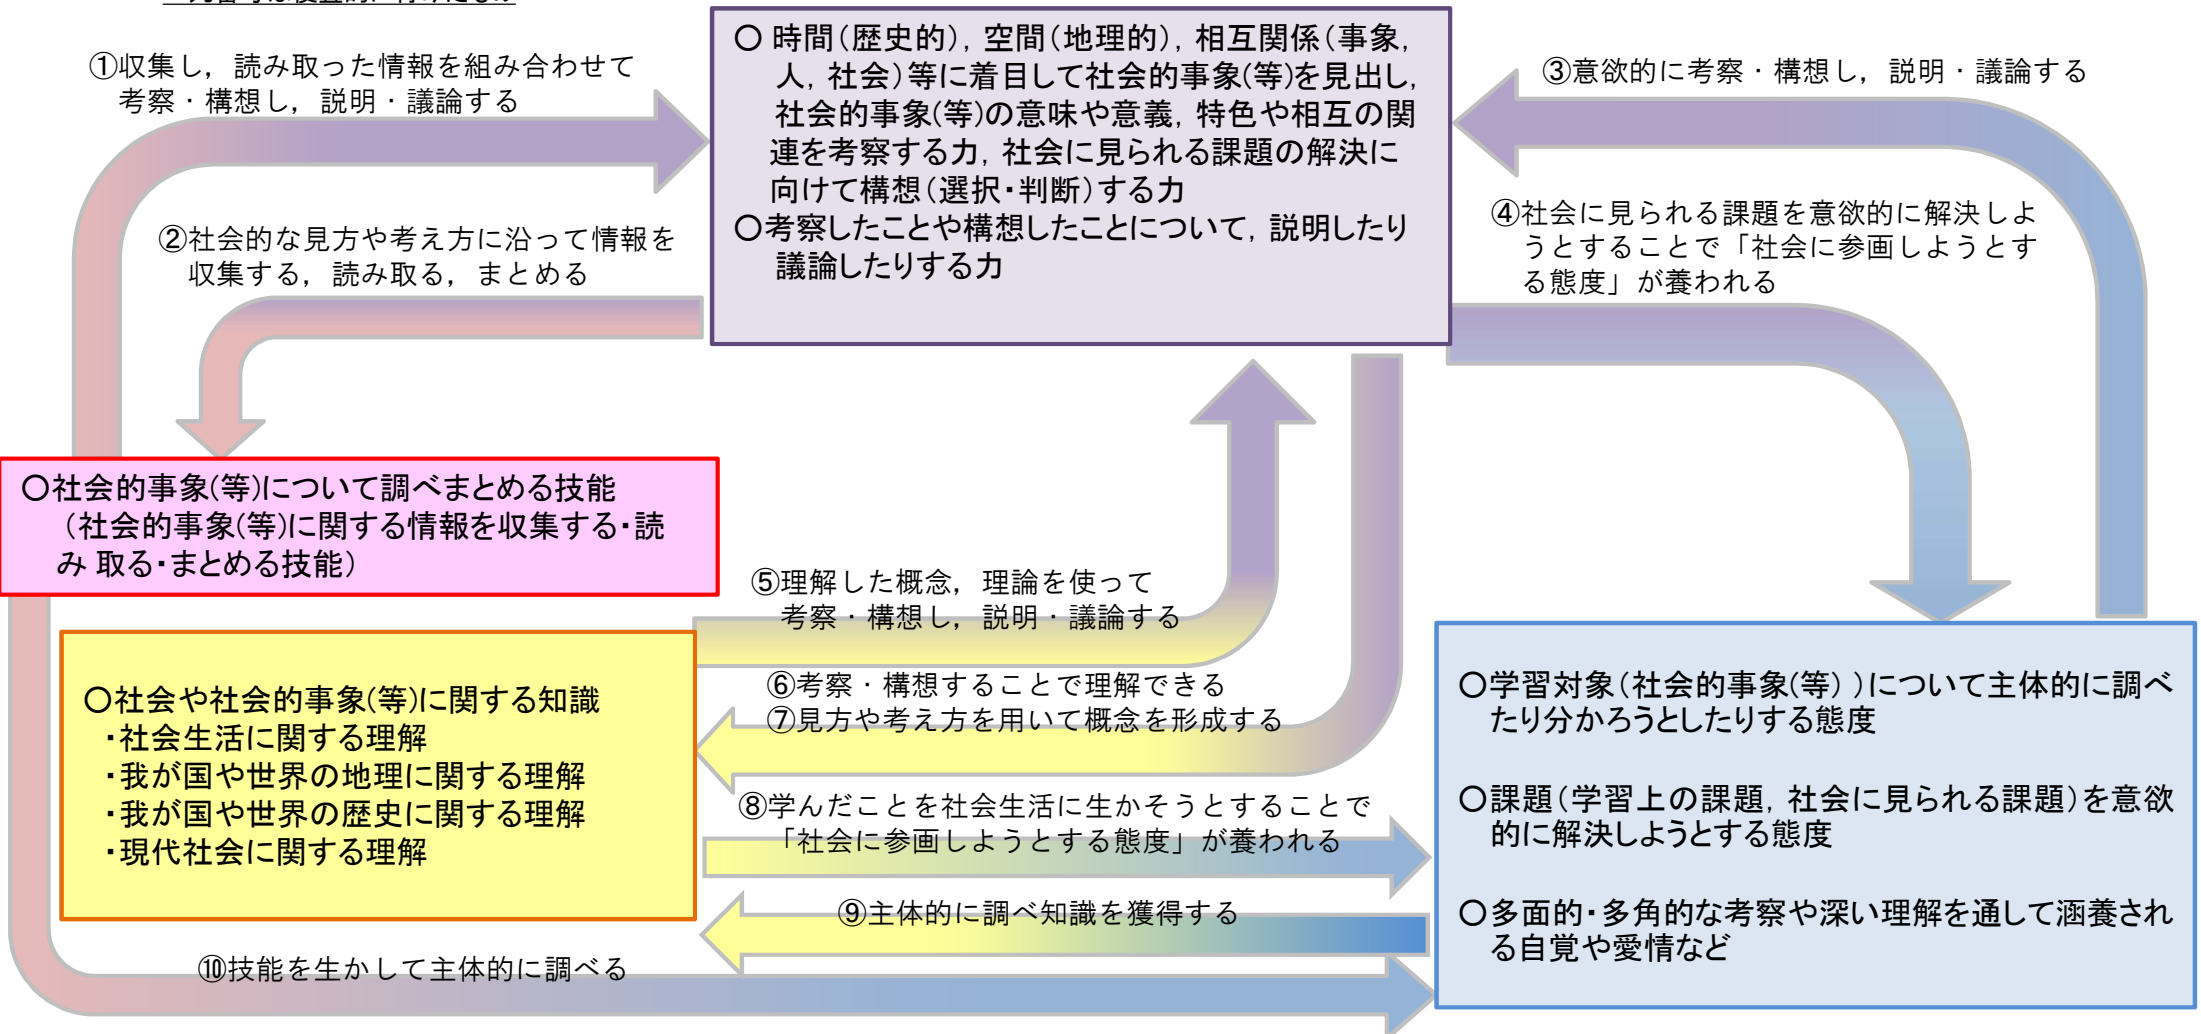 ①収集し，読み取った情報を組み合わせて
考察・構想し，説明・議論する
②社会的な見方や考え方に沿って情報を
収集する，読み取る，まとめる
〇 時間（歴史的），空間（地理的），相互関係（事象，
人，社会）等に着目して社会的事象(等)を見出し，
社会的事象(等)の意味や意義，特色や相互の関
連を考察する力，社会に見られる課題の解決に
向けて構想（選択・判断）する力
〇考察したことや構想したことについて，説明したり
議論したりする力
③意欲的に考察・構想し，説明・議論する
④社会に見られる課題を意欲的に解決しよ
うとすることで「社会に参画しようとす
る態度」が養われる
〇社会的事象(等)について調べまとめる技能
（社会的事象(等)に関する情報を収集する・読
み 取る・まとめる技能）
⑤理解した概念，理論を使って
考察・構想し，説明・議論する
〇社会や社会的事象(等)に関する知識
・社会生活に関する理解
・我が国や世界の地理に関する理解
・我が国や世界の歴史に関する理解
・現代社会に関する理解
⑥考察・構想することで理解できる
⑦見方や考え方を用いて概念を形成する
⑧学んだことを社会生活に生かそうとすることで
「社会に参画しようとする態度」が養われる
⑨主体的に調べ知識を獲得する
⑩技能を生かして主体的に調べる
〇学習対象（社会的事象(等) )について主体的に調べ
たり分かろうとしたりする態度
〇課題（学習上の課題，社会に見られる課題）を意欲
的に解決しようとする態度
〇多面的・多角的な考察や深い理解を通して涵養され
る自覚や愛情など